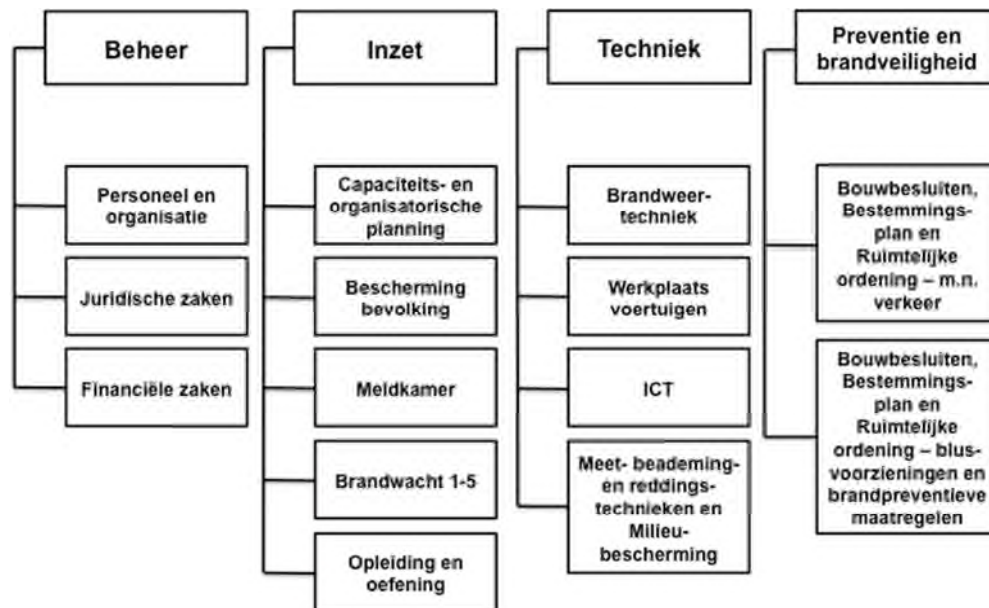 Beheer
Personeel en
organisatie
Juridische zaken
Financiële zaken
Inzet
Capaciteits- en
organisatorische
planning
Bescherming
bevolking
Meldkamer
Brandwacht 1-5
Opleiding en
oefening
Techniek
Brandweer-
techniek
Werkplaats
voertuigen
ICT
Meet- beademing-
en reddings-
technieken en
Milieu-
bescherming
Preventie en
brandveiligheid
Bouwbesluiten,
Bestemmings-
plan en
Ruimtelijke
ordening – m.n.
verkeer
Bouwbesluiten,
Bestemmings-
plan en
Ruimtelijke
ordening – blus-
voorzieningen en
brandpreventieve
maatregelen